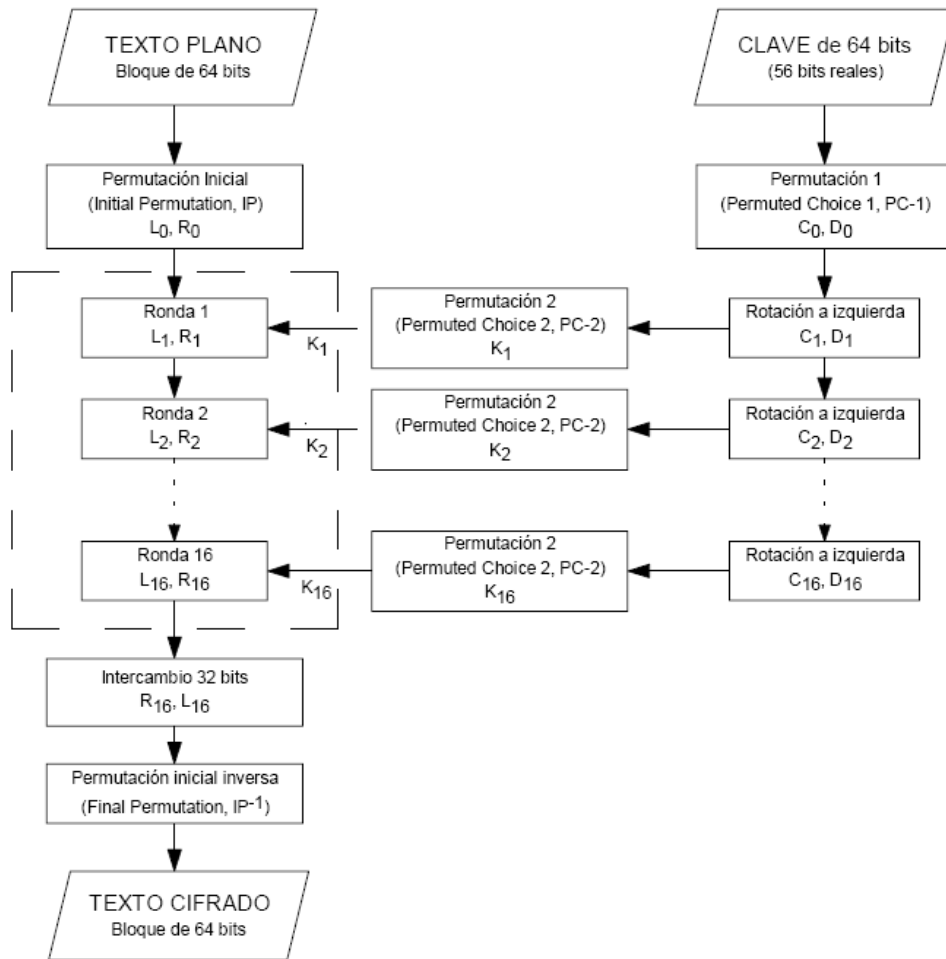 TEXTO PLANO
Bloque de 64 bits
CLAVE de 64 bits
(56 bits reales)
Permutación Inicial
(Initial Permutation, IP)
L0, R0
Permutación 1
(Permuted Choice 1, PC-1)
C0, D0
Ronda 1
L1, R1
K1
Permutación 2
(Permuted Choice 2, PC-2)
K1
Rotación a izquierda
C1, D1
Ronda 2
L2, R2
K2
Permutación 2
(Permuted Choice 2, PC-2)
K2
Rotación a izquierda
C2, D2
Ronda 16
L16, R16
K16
Permutación 2
(Permuted Choice 2, PC-2)
K16
Rotación a izquierda
C16, D16
Intercambio 32 bits
R16, L16
Permutación inicial inversa
(Final Permutation, IP-1)
TEXTO CIFRADO
Bloque de 64 bits